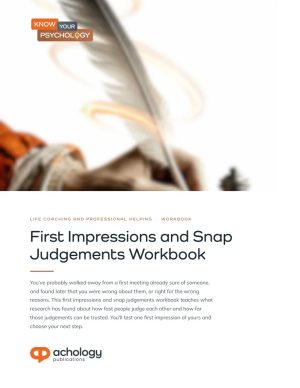 KNOW YOUR
PSYCHOLOGY
LIFE COACHING AND PROFESSIONAL HELPING WORKBOOK
First Impressions and Snap
Judgements Workbook
You've probably walked away from a first meeting already sure of someone,
and found later that you were wrong about them, or right for the wrong
reasons. This first impressions and snap judgements workbook teaches what
research has found about how fast people judge each other and how far
those judgements can be trusted. You'll test one first impression of yours and
choose your next step.
achology
publications